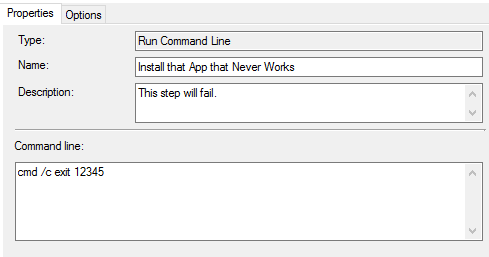 Properties Options
Type: Run Command Line
Name: Install that App that Never Works
Description: This step will fail.
Command line:
cmd /c exit 12345